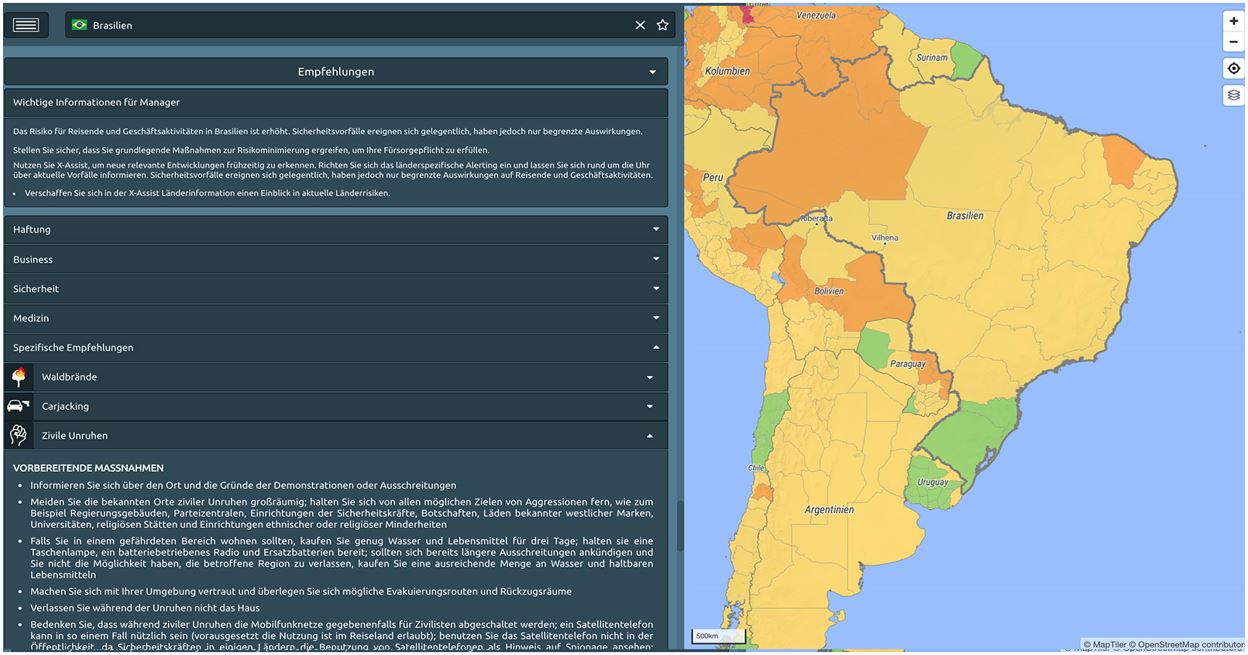 Brasilien
Empfehlungen
Wichtige Informationen für Manager
Das Risiko für Reisende und Geschäftsaktivitäten in Brasilien ist erhöht. Sicherheitsvorfälle ereignen sich gelegentlich, haben jedoch nur begrenzte Auswirkungen.
Stellen Sie sicher, dass Sie grundlegende Maßnahmen zur Risikominimierung ergreifen, um Ihre Fürsorgepflicht zu erfüllen.
Nutzen Sie X-Assist, um neue relevante Entwicklungen frühzeitig zu erkennen. Richten Sie sich das länderspezifische Alerting ein und lassen Sie sich rund um die Uhr
über aktuelle Vorfälle informieren. Sicherheitsvorfälle ereignen sich gelegentlich, haben jedoch nur begrenzte Auswirkungen auf Reisende und Geschäftsaktivitäten.
• Verschaffen Sie sich in der X-Assist Länderinformation einen Einblick in aktuelle Länderrisiken.
Haftung
Business
Sicherheit
Medizin
Spezifische Empfehlungen
Waldbrände
Carjacking
Zivile Unruhen
VORBEREITENDE MASSNAHMEN
• Informieren Sie sich über den Ort und die Gründe der Demonstrationen oder Ausschreitungen
• Meiden Sie die bekannten Orte ziviler Unruhen großräumig; halten Sie sich von allen möglichen Zielen von Aggressionen fern, wie zum
Beispiel Regierungsgebäuden, Parteizentralen, Einrichtungen der Sicherheitskräfte, Botschaften, Läden bekannter westlicher Marken,
Universitäten, religiösen Stätten und Einrichtungen ethnischer oder religiöser Minderheiten
• Falls Sie in einem gefährdeten Bereich wohnen sollten, kaufen Sie genug Wasser und Lebensmittel für drei Tage; halten sie eine
Taschenlampe, ein batteriebetriebenes Radio und Ersatzbatterien bereit; sollten sich bereits längere Ausschreitungen ankündigen und
Sie nicht die Möglichkeit haben, die betroffene Region zu verlassen, kaufen Sie eine ausreichende Menge an Wasser und haltbaren
Lebensmitteln
• Machen Sie sich mit Ihrer Umgebung vertraut und überlegen Sie sich mögliche Evakuierungsrouten und Rückzugsräume
• Verlassen Sie während der Unruhen nicht das Haus
• Bedenken Sie, dass während ziviler Unruhen die Mobilfunknetze gegebenenfalls für Zivilisten abgeschaltet werden; ein Satellitentelefon
kann in so einem Fall nützlich sein (vorausgesetzt die Nutzung ist im Reiseland erlaubt); benutzen Sie das Satellitentelefon nicht in der
Öffentlichkeit, da Sicherheitskräfte in einigen Ländern die Benutzung von Satellitentelefonen als Hinweis auf Spionage ansehen;
Venezuela
Surinam
Kolumbien
Peru
Brasilien
Riberalta
Vilhena
Bolivien
Paraguay
Chile
Uruguay
Argentinien
500km
© MapTiler © OpenStreetMap contributors